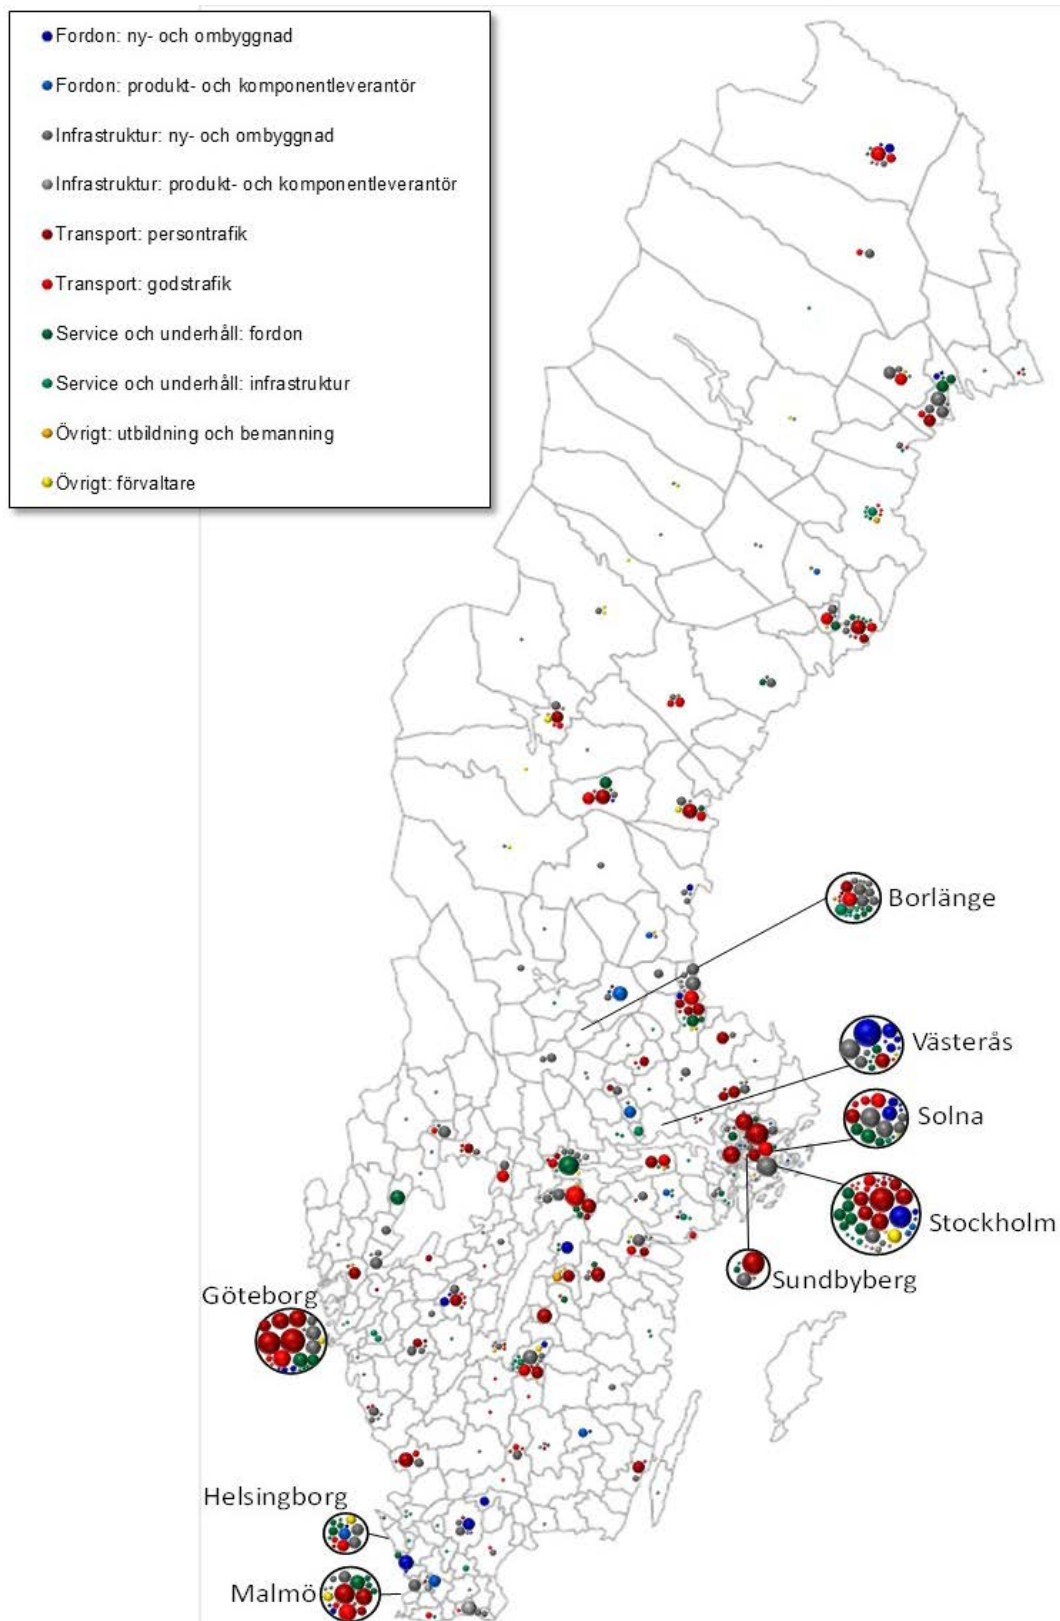 Fordon: ny- och ombyggnad
Fordon: produkt- och komponentleverantör
Infrastruktur: ny- och ombyggnad
Infrastruktur: produkt- och komponentleverantör
Transport: persontrafik
Transport: godstrafik
Service och underhåll: fordon
Service och underhåll: infrastruktur
Övrigt: utbildning och bemanning
Övrigt: förvaltare
Borlänge
Västerås
Solna
Stockholm
Sundbyberg
Göteborg
Helsingborg
Malmö